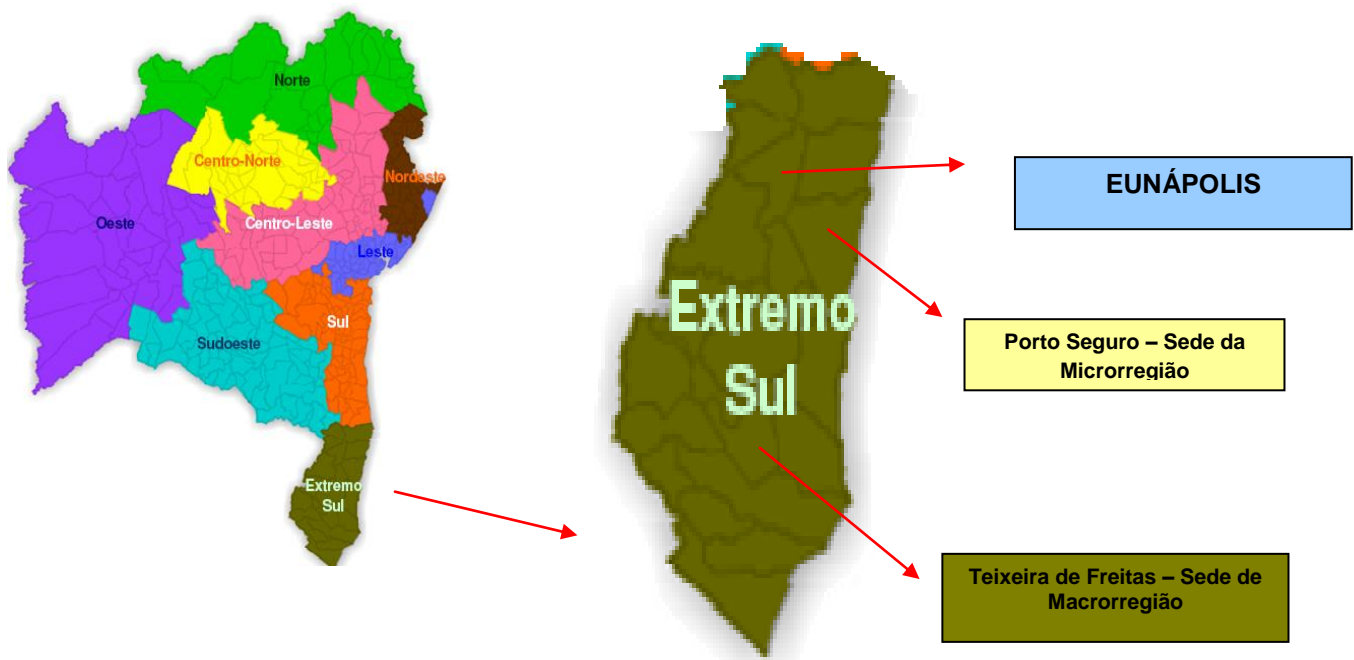 Norte
Centro-Norte
Nordeste
Oeste
Centro-Leste
Leste
Sul
Sudoeste
Extremo
Sul
Extremo
Sul
EUNÁPOLIS
Porto Seguro – Sede da
Microrregião
Teixeira de Freitas – Sede de
Macrorregião